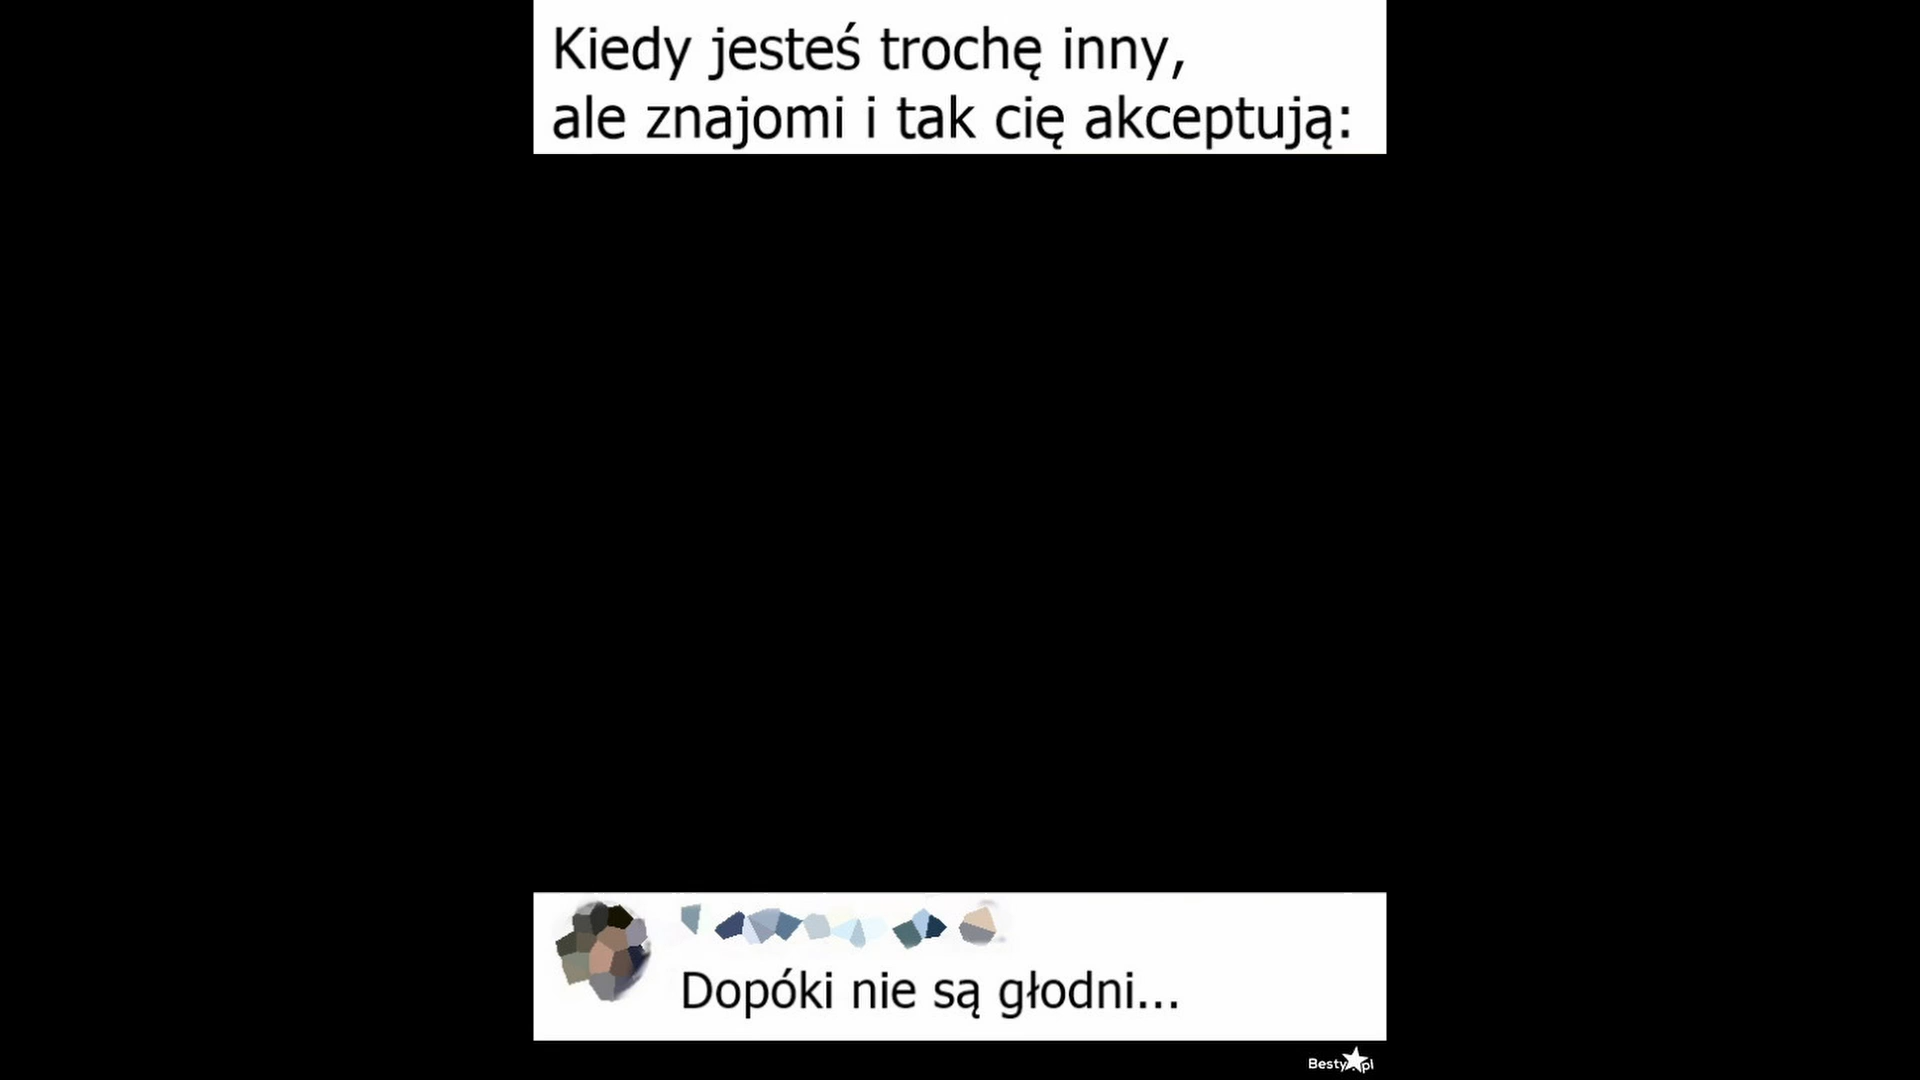 Kiedy jesteś trochę inny,
ale znajomi i tak cię akceptują:
Dopóki nie są głodni...
Besty.pl